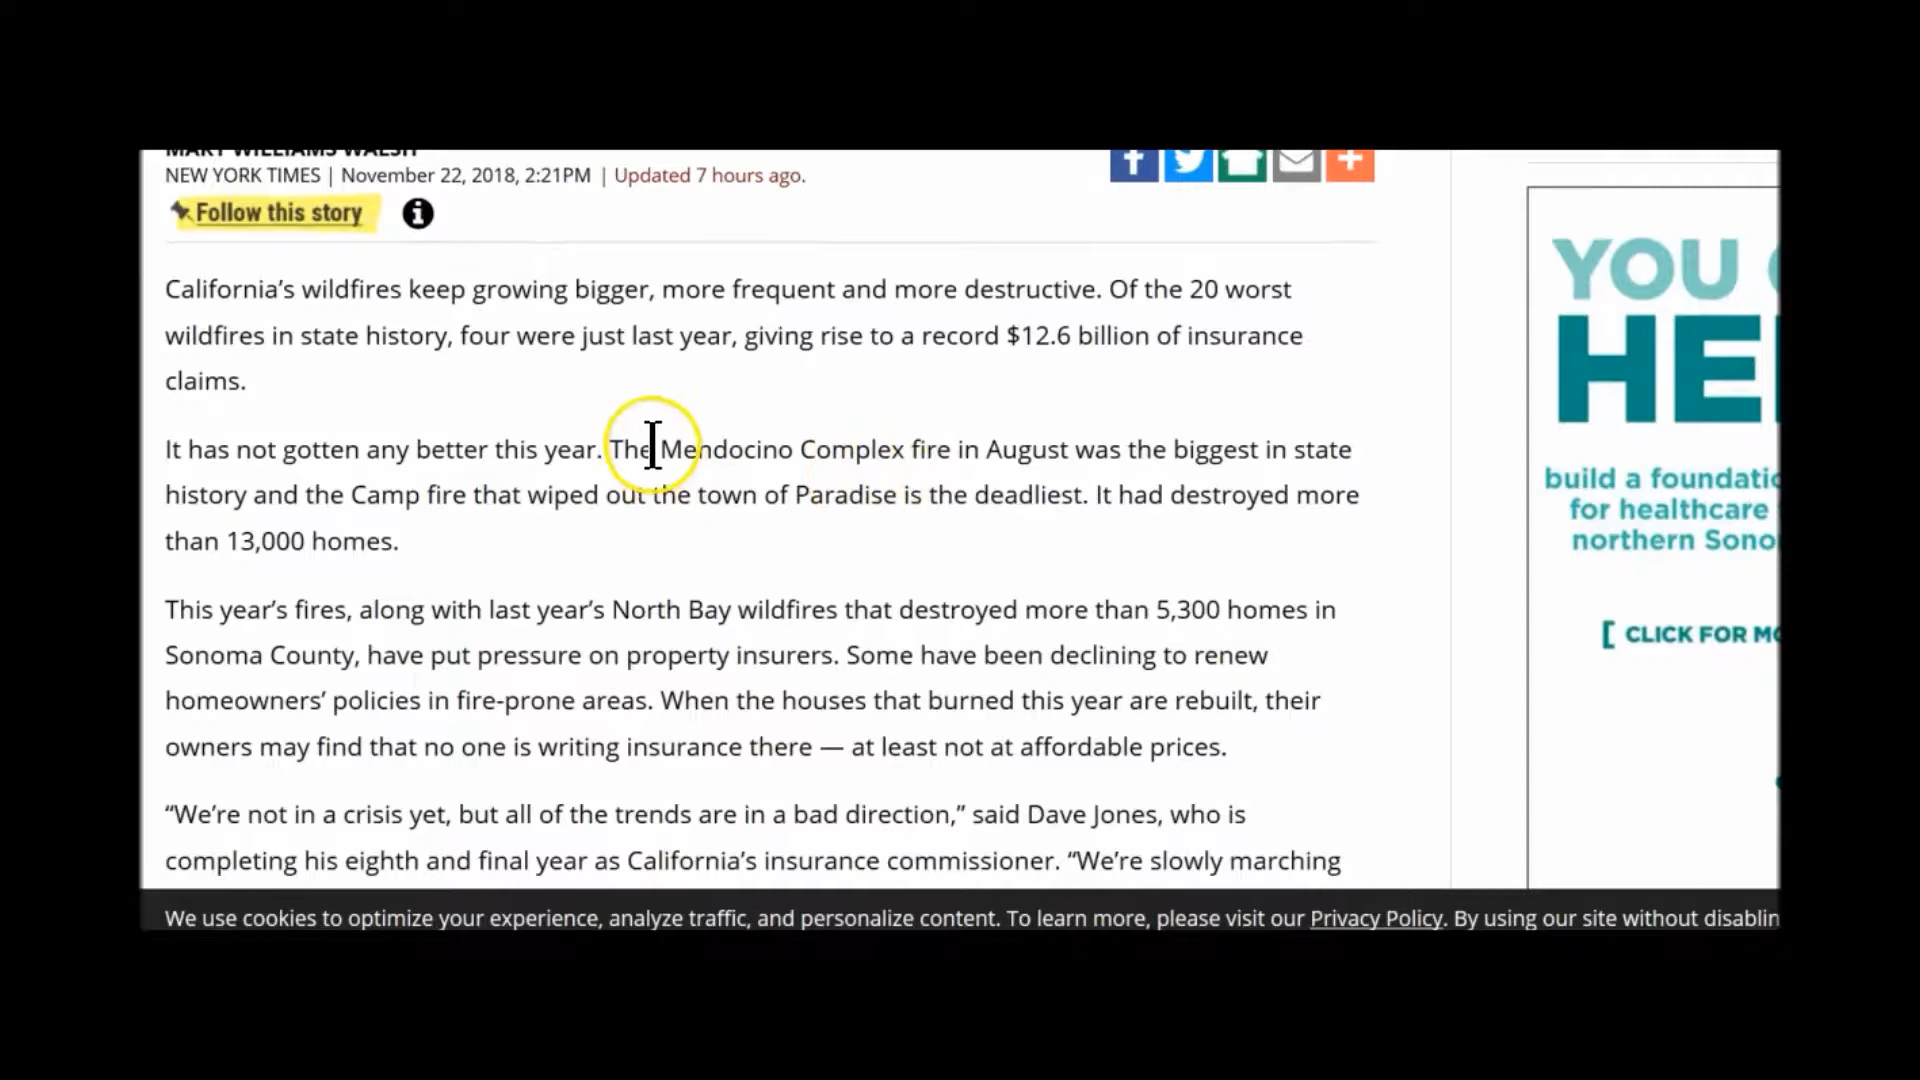 MARY WILLIAMS WALSH
NEW YORK TIMES | November 22, 2018, 2:21PM | Updated 7 hours ago.
Follow this story
California’s wildfires keep growing bigger, more frequent and more destructive. Of the 20 worst
wildfires in state history, four were just last year, giving rise to a record $12.6 billion of insurance
claims.
It has not gotten any better this year. The Mendocino Complex fire in August was the biggest in state
history and the Camp fire that wiped out the town of Paradise is the deadliest. It had destroyed more
than 13,000 homes.
This year’s fires, along with last year’s North Bay wildfires that destroyed more than 5,300 homes in
Sonoma County, have put pressure on property insurers. Some have been declining to renew
homeowners’ policies in fire-prone areas. When the houses that burned this year are rebuilt, their
owners may find that no one is writing insurance there — at least not at affordable prices.
“We’re not in a crisis yet, but all of the trends are in a bad direction,” said Dave Jones, who is
completing his eighth and final year as California’s insurance commissioner. “We’re slowly marching
We use cookies to optimize your experience, analyze traffic, and personalize content. To learn more, please visit our Privacy Policy. By using our site without disablin
YOU
HE
build a foundatio
for healthcare
northern Sono
[ CLICK FOR MO